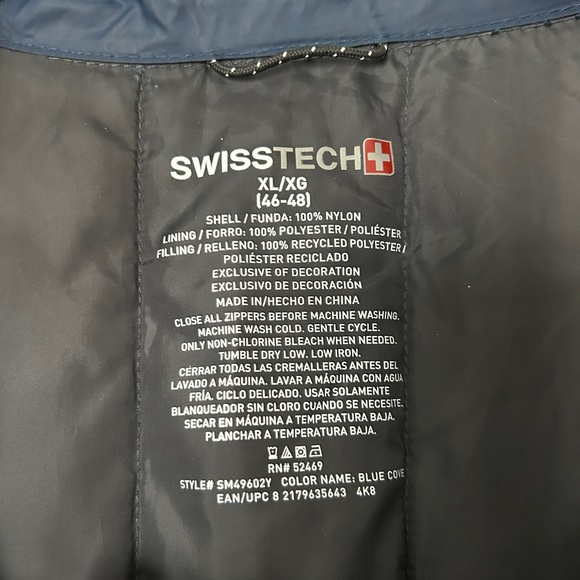 SWISSTECH
XL/XG
(46-48)
SHELL / FUNDA: 100% NYLON
LINING / FORRO: 100% POLYESTER / POLIÉSTER
FILLING / RELLENO: 100% RECYCLED POLYESTER /
POLIÉSTER RECICLADO
EXCLUSIVE OF DECORATION
EXCLUSIVO DE DECORACIÓN
MADE IN/HECHO EN CHINA
CLOSE ALL ZIPPERS BEFORE MACHINE WASHING.
MACHINE WASH COLD. GENTLE CYCLE.
ONLY NON-CHLORINE BLEACH WHEN NEEDED.
TUMBLE DRY LOW. LOW IRON.
CERRAR TODAS LAS CREMALLERAS ANTES DEL
LAVADO A MÁQUINA. LAVAR A MÁQUINA CON AGUA
FRÍA. CICLO DELICADO. USAR SOLAMENTE
BLANQUEADOR SIN CLORO CUANDO SE NECESITE.
SECAR EN MÁQUINA A TEMPERATURA BAJA.
PLANCHAR A TEMPERATURA BAJA.
RN# 52469
STYLE# SM49602Y COLOR NAME: BLUE COVE
EAN/UPC 8 2179635643 4K8